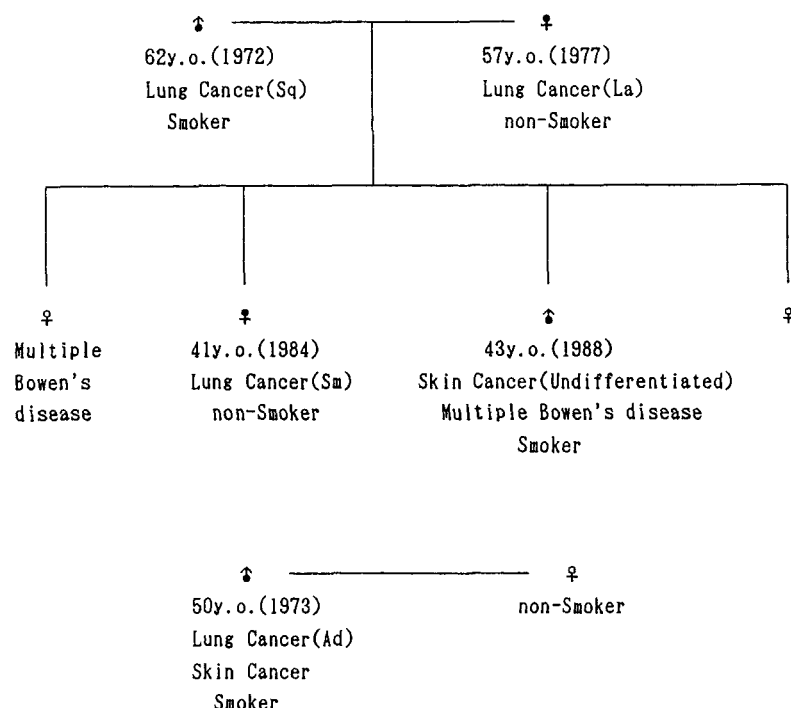 62y.o.(1972)
Lung Cancer(Sq)
Smoker
57y.o.(1977)
Lung Cancer(La)
non-Smoker
Multiple
Bowen's
disease
41y.o.(1984)
Lung Cancer(Sm)
non-Smoker
43y.o.(1988)
Skin Cancer(Undifferentiated)
Multiple Bowen's disease
Smoker
50y.o.(1973)
Lung Cancer(Ad)
Skin Cancer
Smoker
non-Smoker